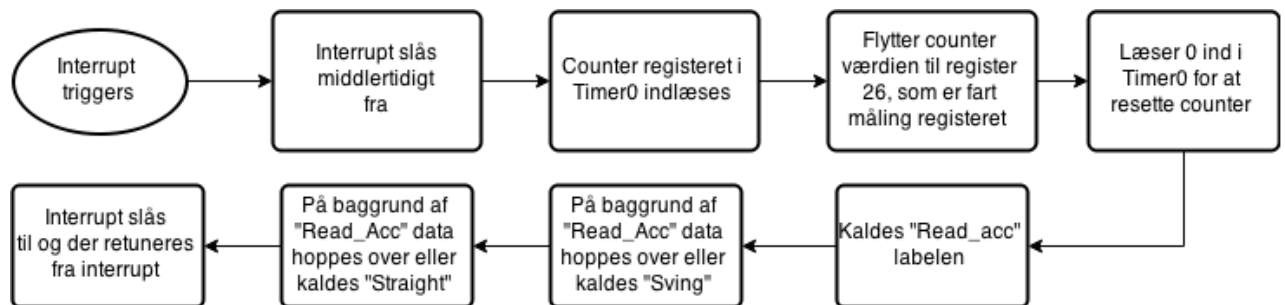 Interrupt
triggers
Interrupt slås
middlertidigt
fra
Counter registeret i
Timer0 indlæses
Flytter counter
værdien til register
26, som er fart
måling registeret
Læser 0 ind i
Timer0 for at
resette counter
Kaldes "Read_acc"
labelen
På baggrund af
"Read_Acc" data
hoppes over eller
kaldes "Sving"
På baggrund af
"Read_Acc" data
hoppes over eller
kaldes "Straight"
Interrupt slås
til og der retuneres
fra interrupt